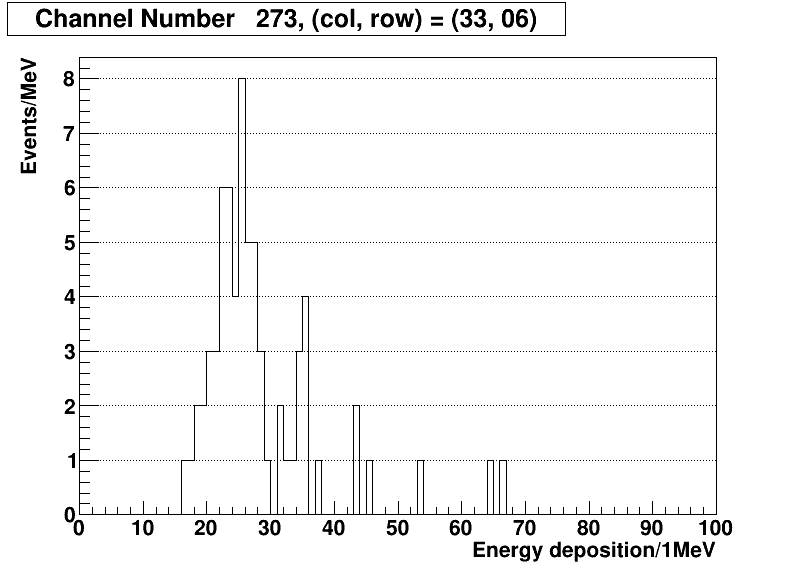 Channel Number 273, (col, row) = (33, 06)
Events/MeV
8
7
6
5
4
3
2
1
0
0 10 20 30 40 50 60 70 80 90 100
Energy deposition/1MeV